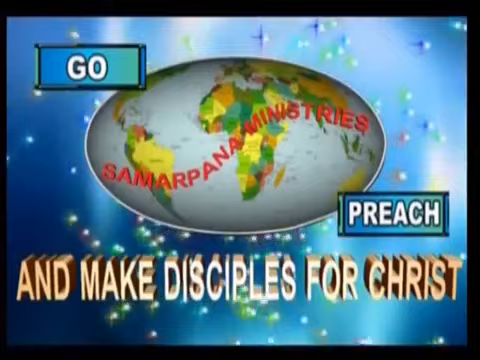 GO
SAMARPANA MINISTRIES
PREACH
AND MAKE DISCIPLES FOR CHRIST